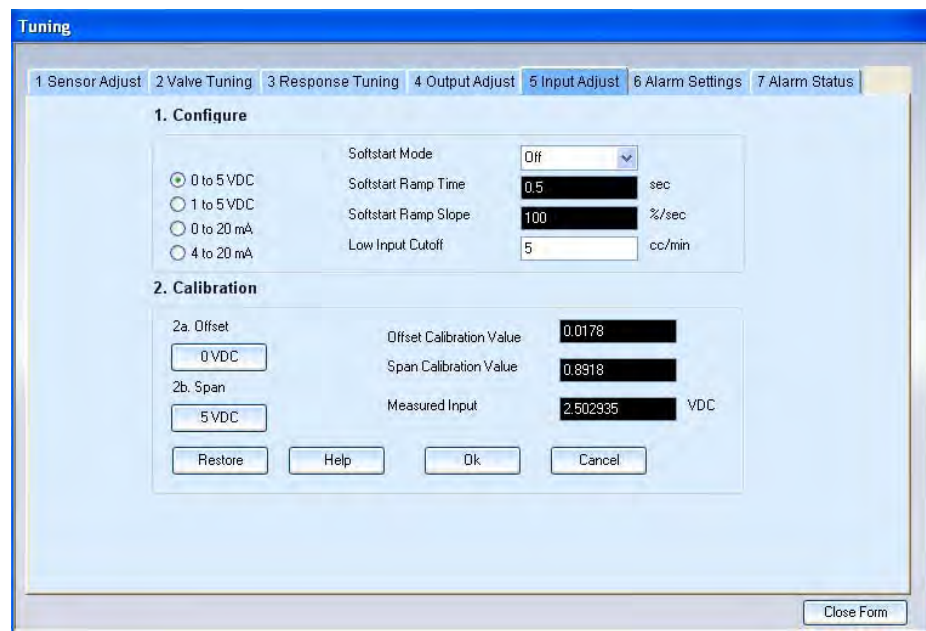 Tuning
1 Sensor Adjust 2 Valve Tuning 3 Response Tuning 4 Output Adjust 5 Input Adjust 6 Alarm Settings 7 Alarm Status
1. Configure
0 to 5 VDC
1 to 5 VDC
0 to 20 mA
4 to 20 mA
Softstart Mode Off
Softstart Ramp Time 0.5 sec
Softstart Ramp Slope 100 %/sec
Low Input Cutoff 5 cc/min
2. Calibration
2a. Offset
0 VDC
2b. Span
5 VDC
Offset Calibration Value 0.0178
Span Calibration Value 0.8918
Measured Input 2.502935 VDC
Restore Help Ok Cancel
Close Form